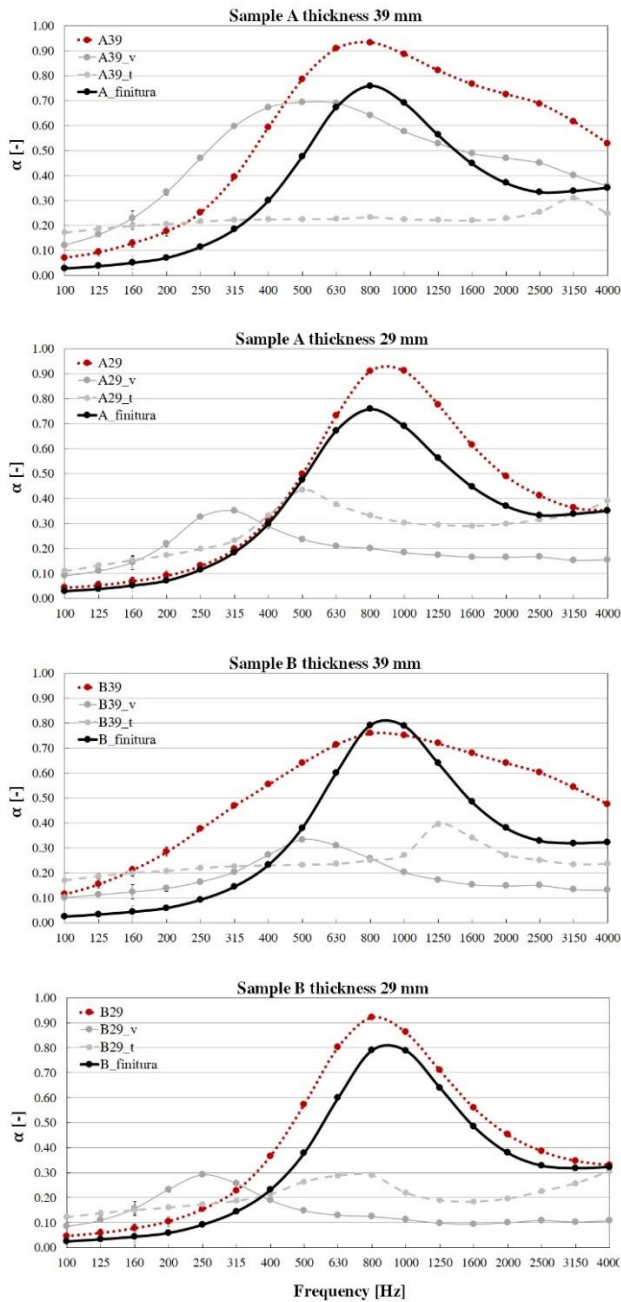 Sample A thickness 39 mm
1.00
0.90
0.80
0.70
0.60
0.50
0.40
0.30
0.20
0.10
0.00
α [-]
A39
A39_v
A39_t
A_finitura
100 125 160 200 250 315 400 500 630 800 1000 1250 1600 2000 2500 3150 4000
Sample A thickness 29 mm
1.00
0.90
0.80
0.70
0.60
0.50
0.40
0.30
0.20
0.10
0.00
α [-]
A29
A29_v
A29_t
A_finitura
100 125 160 200 250 315 400 500 630 800 1000 1250 1600 2000 2500 3150 4000
Sample B thickness 39 mm
1.00
0.90
0.80
0.70
0.60
0.50
0.40
0.30
0.20
0.10
0.00
α [-]
B39
B39_v
B39_t
B_finitura
100 125 160 200 250 315 400 500 630 800 1000 1250 1600 2000 2500 3150 4000
Sample B thickness 29 mm
1.00
0.90
0.80
0.70
0.60
0.50
0.40
0.30
0.20
0.10
0.00
α [-]
B29
B29_v
B29_t
B_finitura
100 125 160 200 250 315 400 500 630 800 1000 1250 1600 2000 2500 3150 4000
Frequency [Hz]